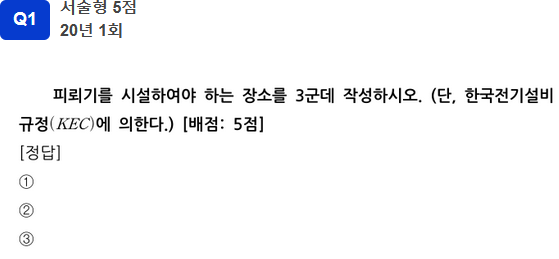 Q1
서술형 5점
20년 1회
피뢰기를 시설하여야 하는 장소를 3군데 작성하시오. (단, 한국전기설비
규정(KEC)에 의한다.) [배점: 5점]
[정답]
①
②
③